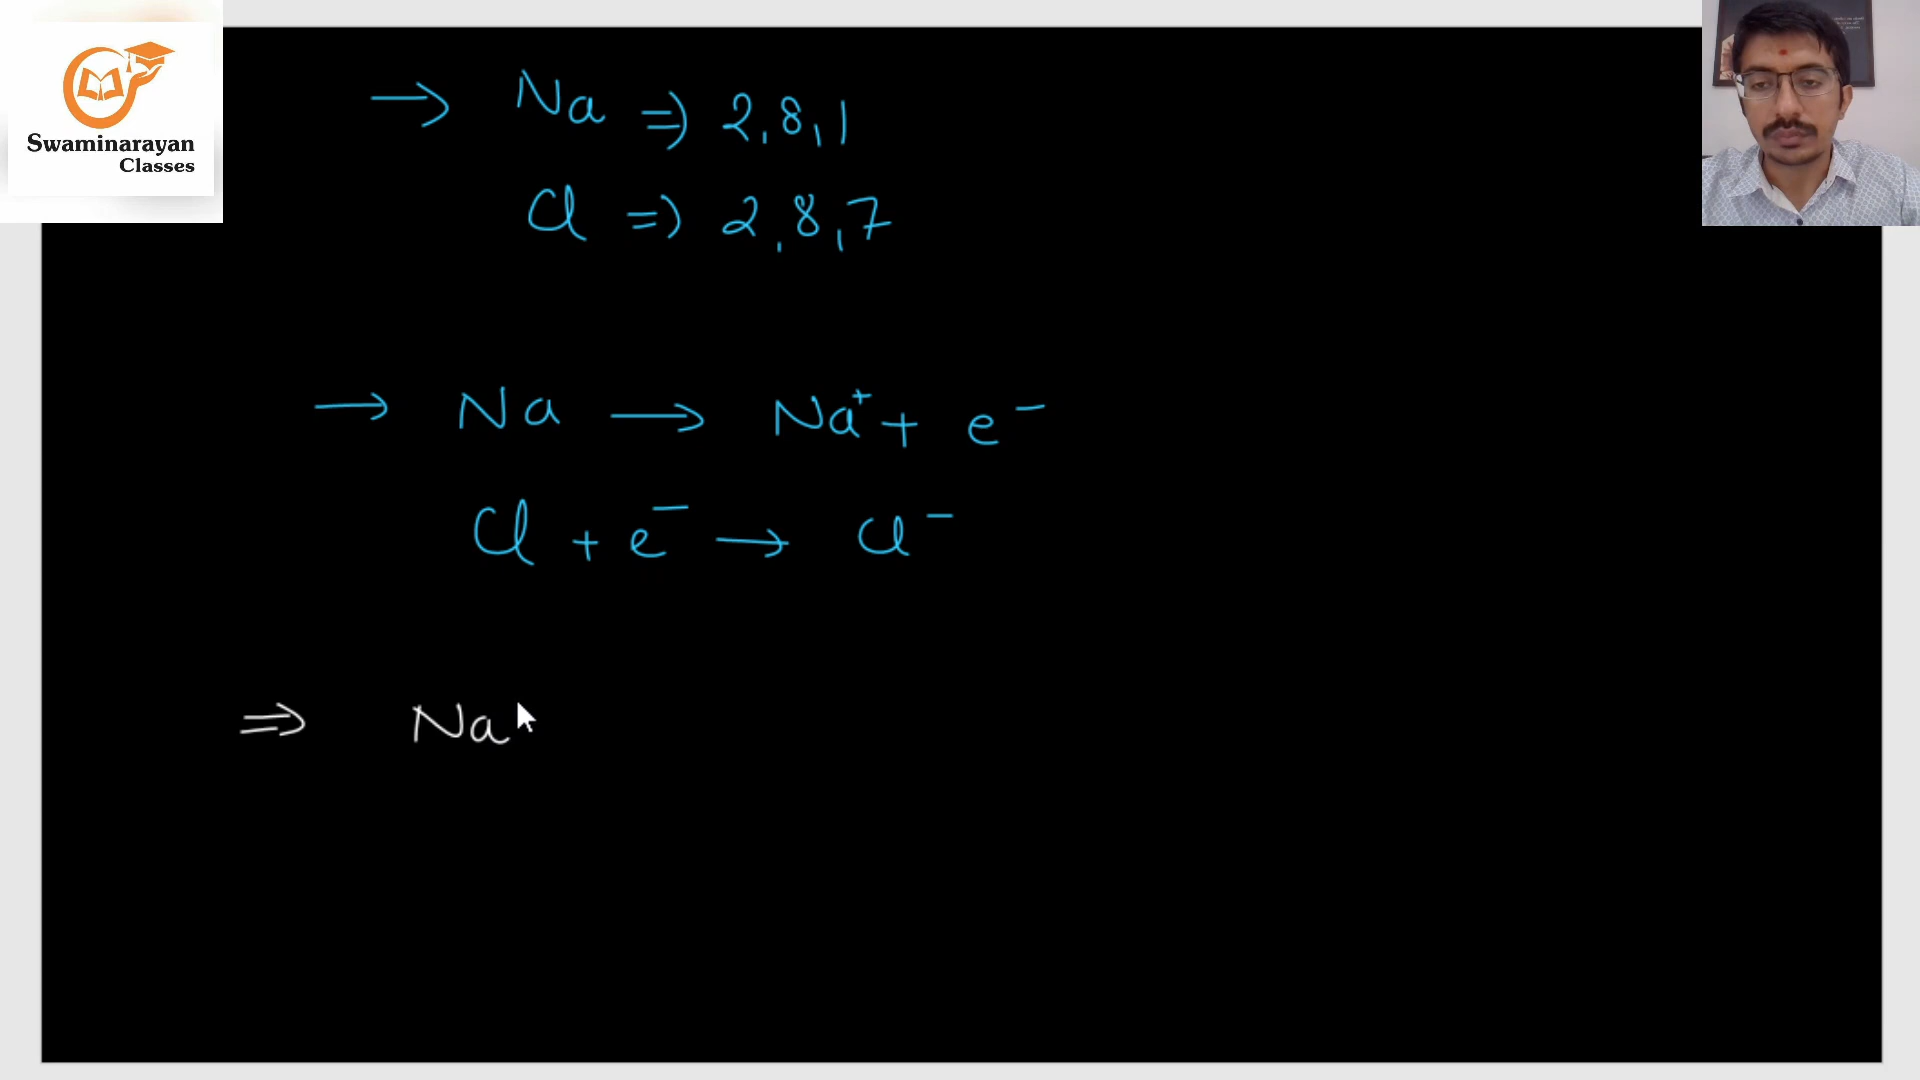 Swaminarayan
Classes
→ Na ⇒ 2,8,1
Cl ⇒ 2,8,7
→ Na → Na⁺ + e⁻
Cl + e⁻ → Cl⁻
⇒ Na